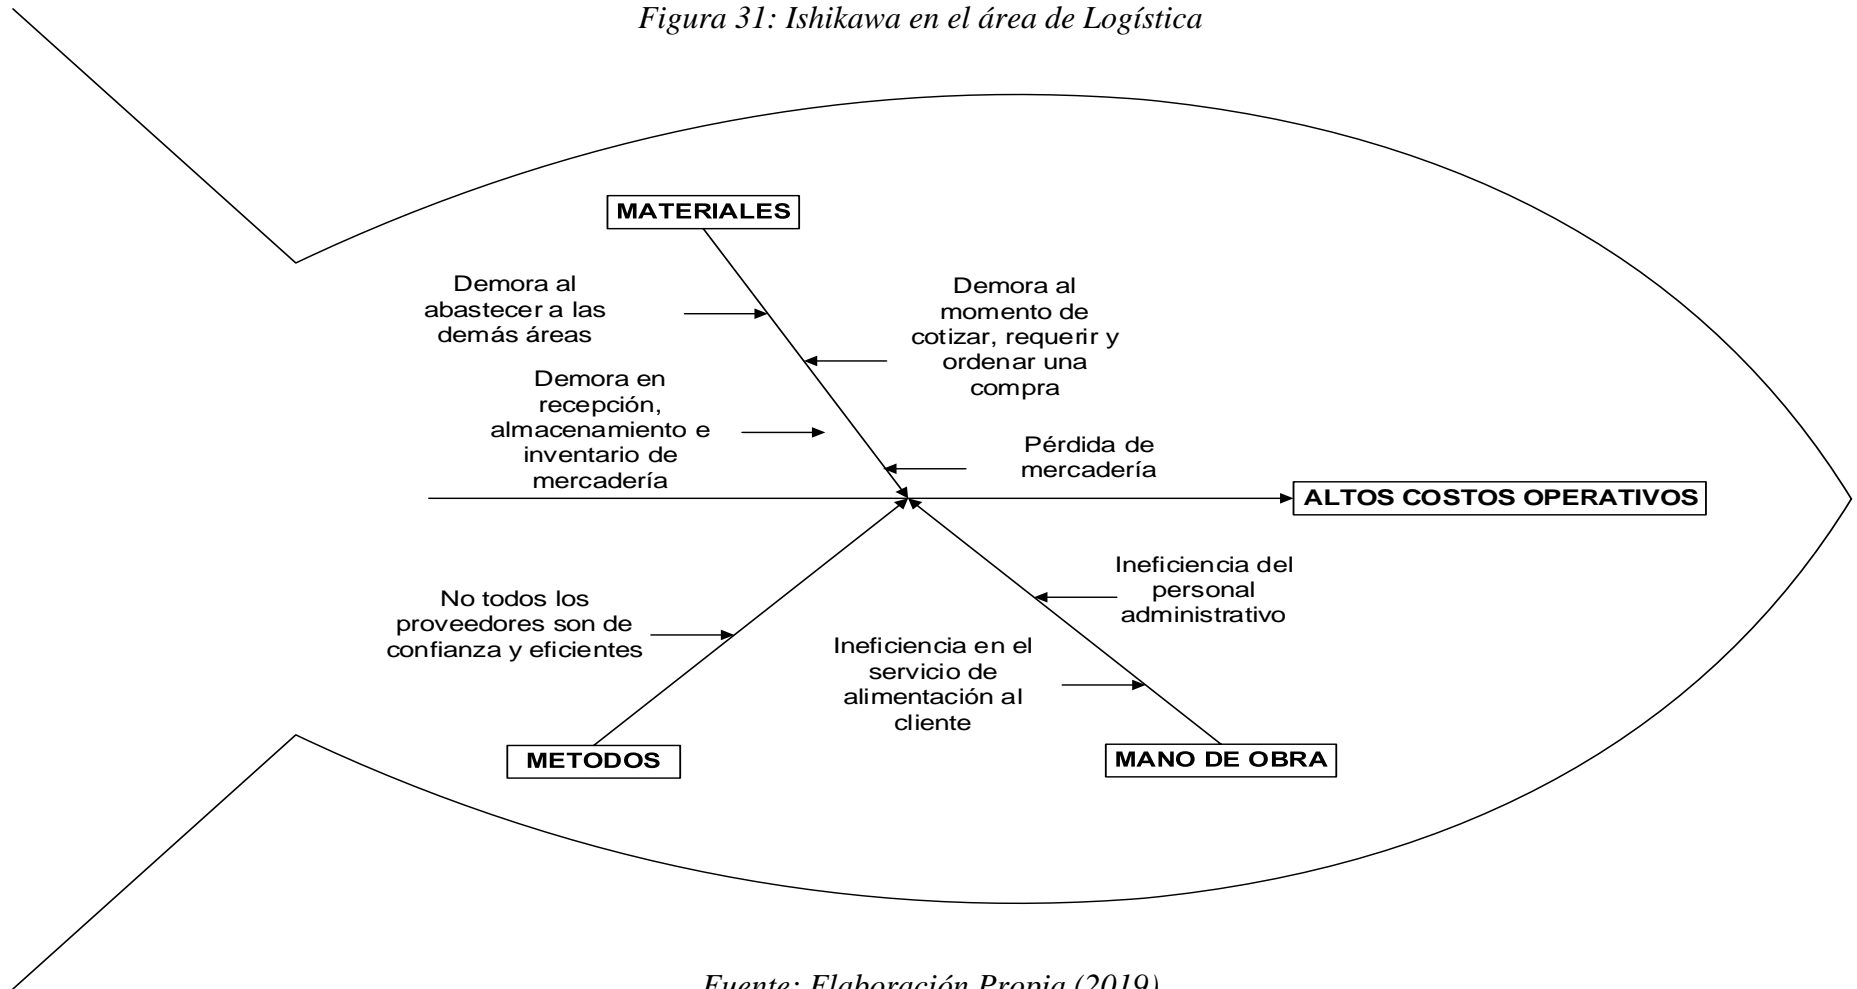 Figura 31: Ishikawa en el área de Logística
MATERIALES
Demora al
abastecer a las
demás áreas
Demora al
momento de
cotizar, requerir y
ordenar una
compra
Demora en
recepción,
almacenamiento e
inventario de
mercadería
Pérdida de
mercadería
ALTOS COSTOS OPERATIVOS
No todos los
proveedores son de
confianza y eficientes
Ineficiencia del
personal
administrativo
Ineficiencia en el
servicio de
alimentación al
cliente
METODOS
MANO DE OBRA
Fuente: Elaboración Propia (2019)